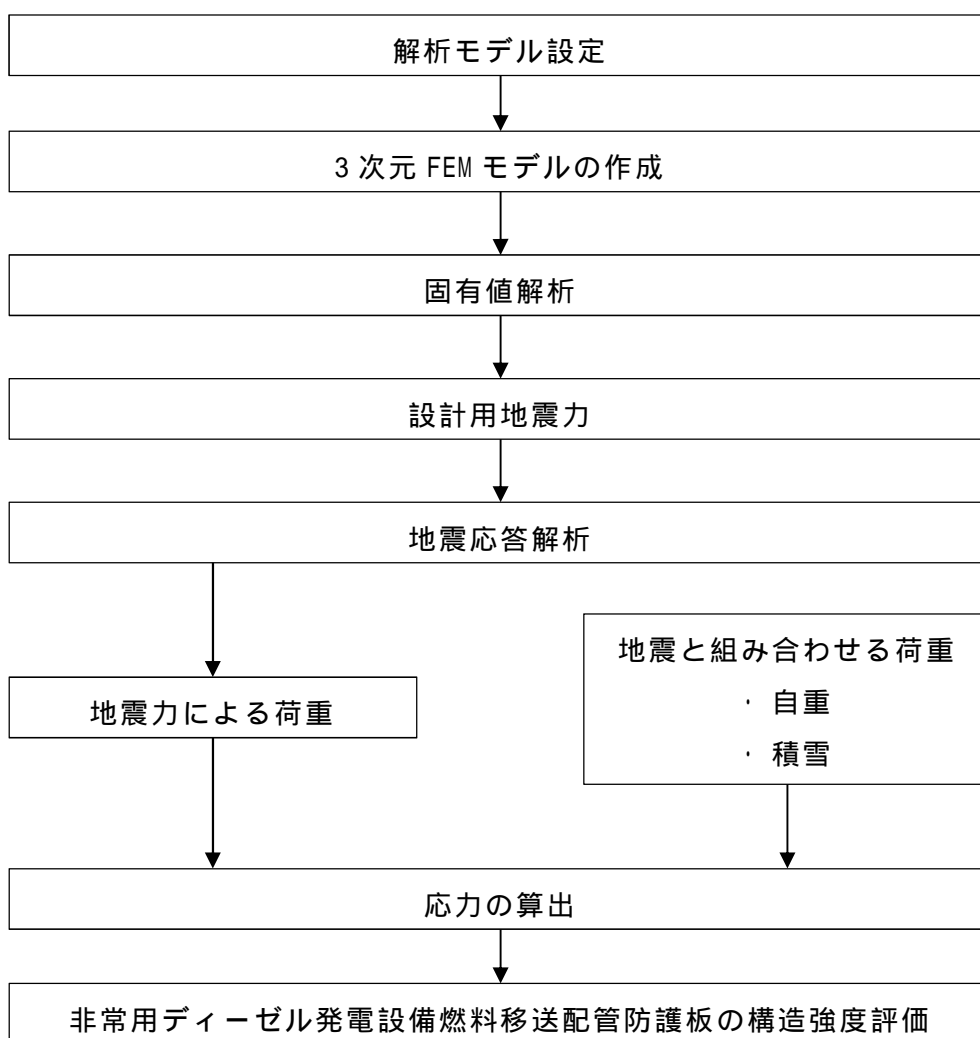 解析モデル設定
3次元 FEM モデルの作成
固有値解析
設計用地震力
地震応答解析
地震と組み合わせる荷重
・ 自重
・ 積雪
地震力による荷重
応力の算出
非常用ディーゼル発電設備燃料移送配管防護板の構造強度評価